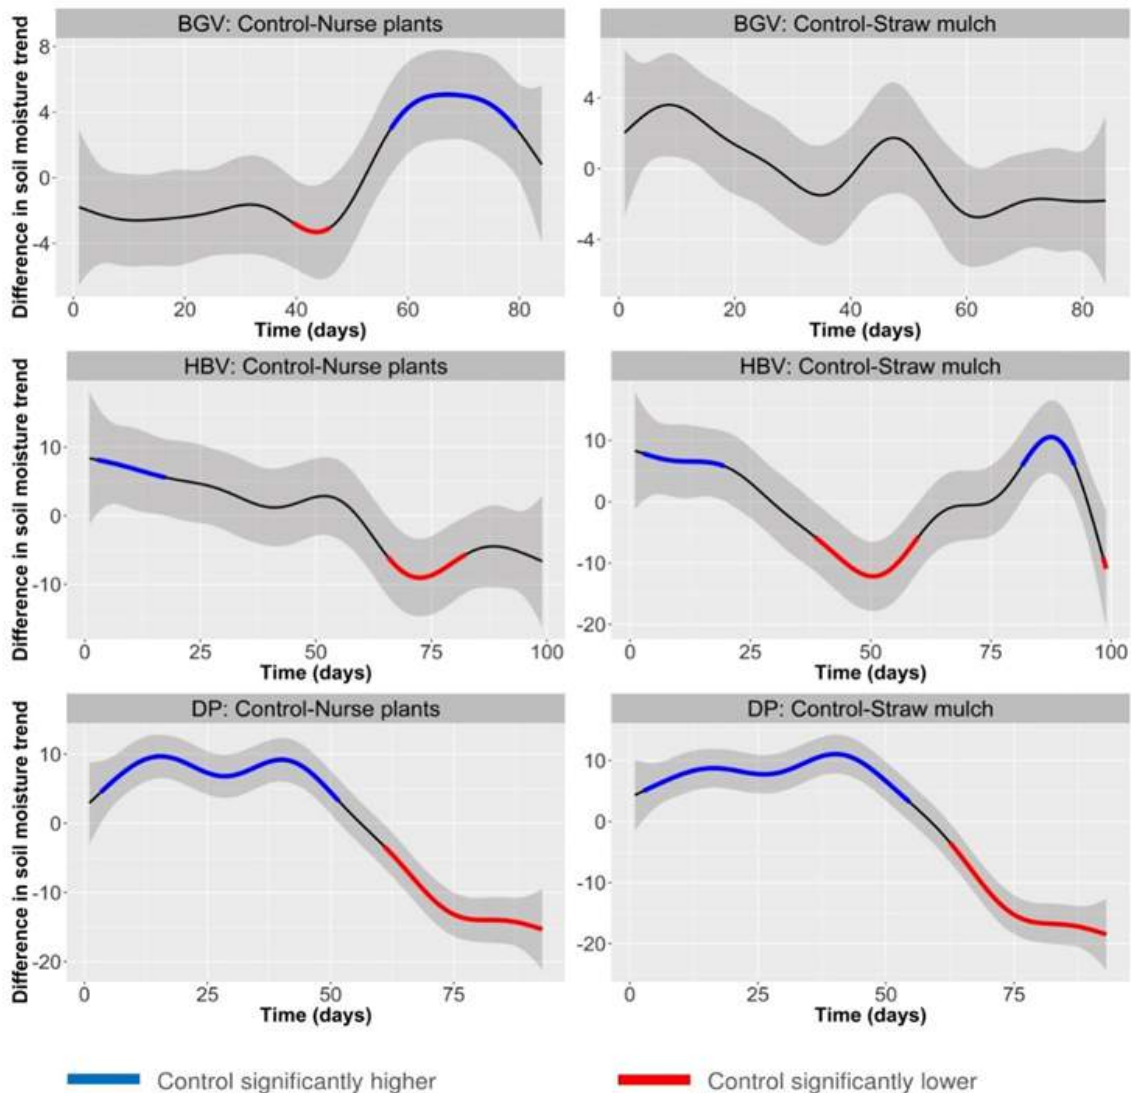 BGV: Control-Nurse plants
BGV: Control-Straw mulch
Difference in soil moisture trend
8
4
0
-4
0 20 40 60 80
Time (days)
4
0
-4
0 20 40 60 80
Time (days)
HBV: Control-Nurse plants
HBV: Control-Straw mulch
Difference in soil moisture trend
10
0
-10
0 25 50 75 100
Time (days)
10
0
-10
-20
0 25 50 75 100
Time (days)
DP: Control-Nurse plants
DP: Control-Straw mulch
Difference in soil moisture trend
10
0
-10
-20
0 25 50 75
Time (days)
10
0
-10
-20
0 25 50 75
Time (days)
Control significantly higher
Control significantly lower